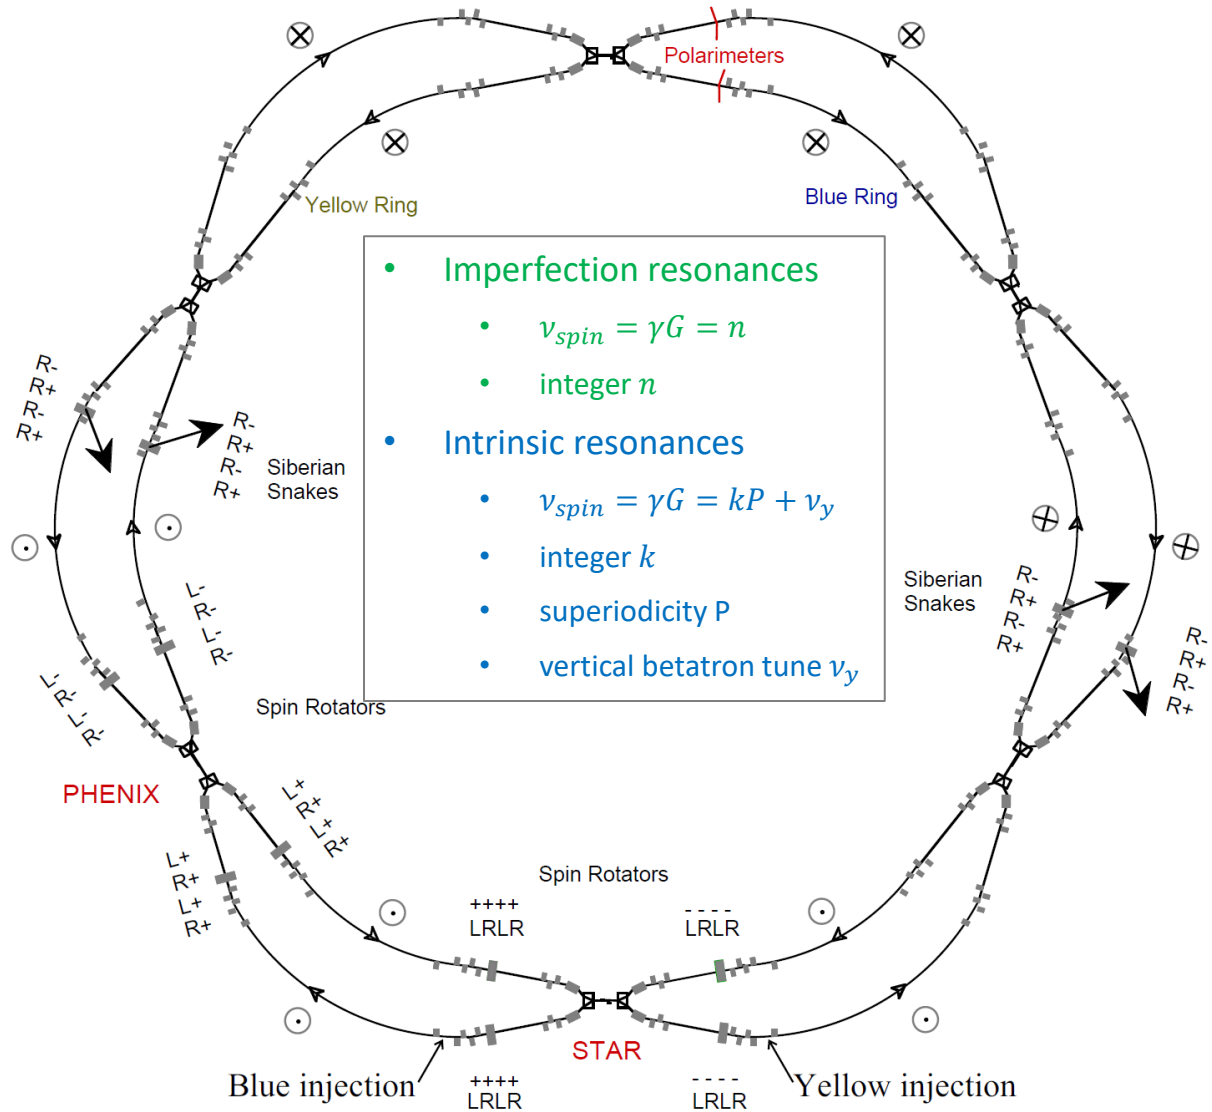 Polarimeters
Yellow Ring
Blue Ring
• Imperfection resonances
• ν_spin = γG = n
• integer n
• Intrinsic resonances
• ν_spin = γG = kP + ν_y
• integer k
• superiodicity P
• vertical betatron tune ν_y
R-
R+
R-
R+
R-
R+
R-
R+
Siberian
Snakes
L-
R-
L-
R-
L-
R-
L-
R-
Siberian
Snakes
R-
R+
R-
R+
R-
R+
R-
R+
Spin Rotators
PHENIX
L+
R+
L+
R+
L+
R+
L+
R+
Spin Rotators
++++
LRLR
- - - -
LRLR
STAR
Blue injection
++++
LRLR
- - - -
LRLR
Yellow injection